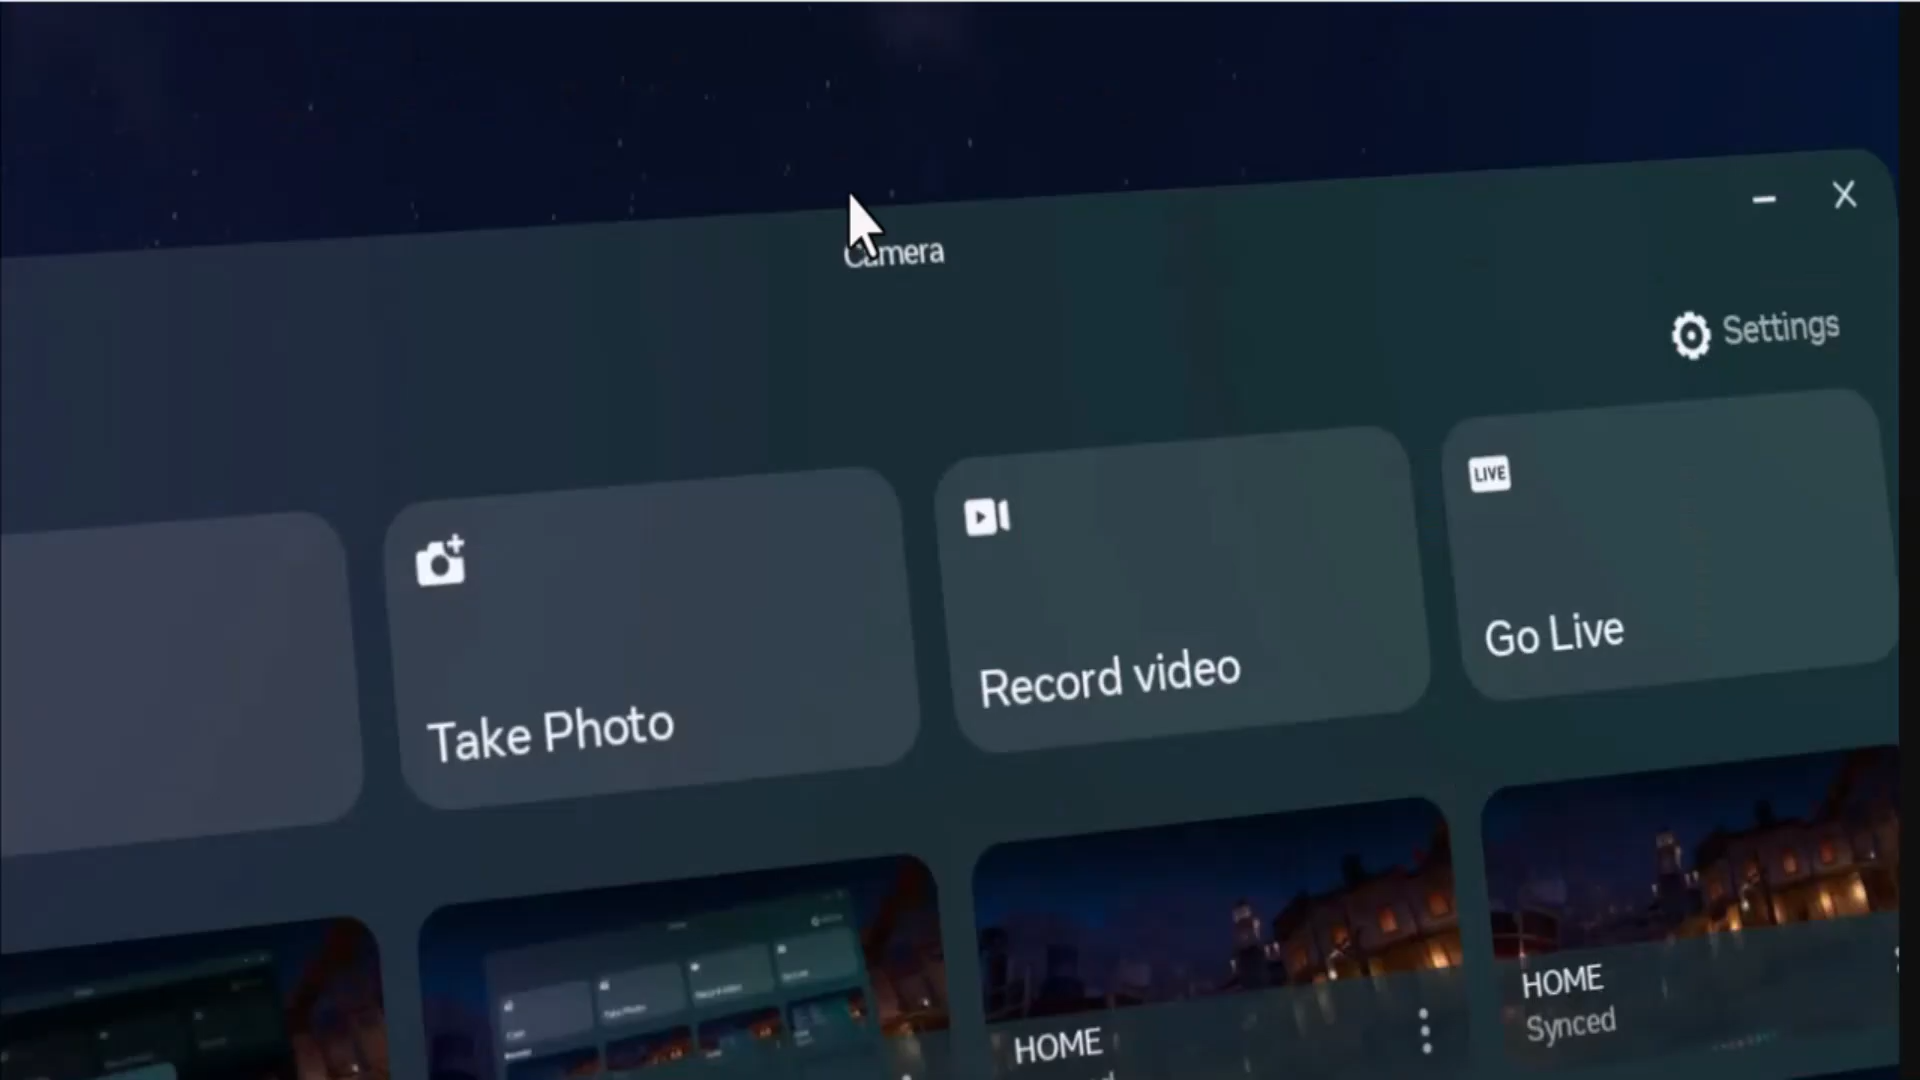 Camera
Settings
LIVE
Take Photo
Record video
Go Live
HOME
HOME
Synced